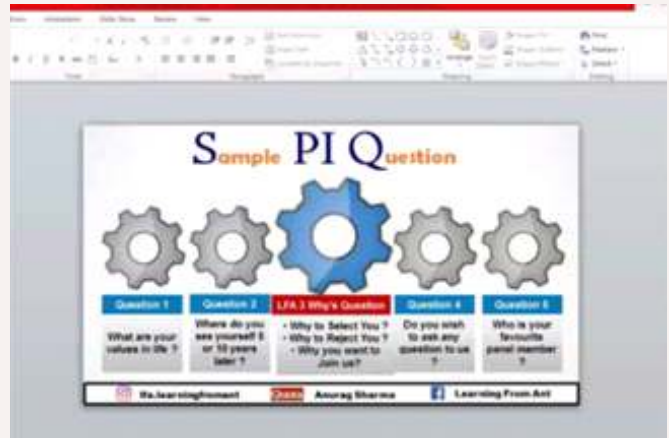 Sample PI Question
Question 1
What are your
values in life ?
Question 2
Where do you
see yourself 5
or 10 years
later ?
LFA 3 Why's Question
- Why to Select You ?
- Why to Reject You ?
- Why you want to
Join us?
Question 4
Do you wish
to ask any
question to us
?
Question 5
Who is your
favourite
panel member
?
lfa.learningfromant
Anurag Sharma
Learning From Ant